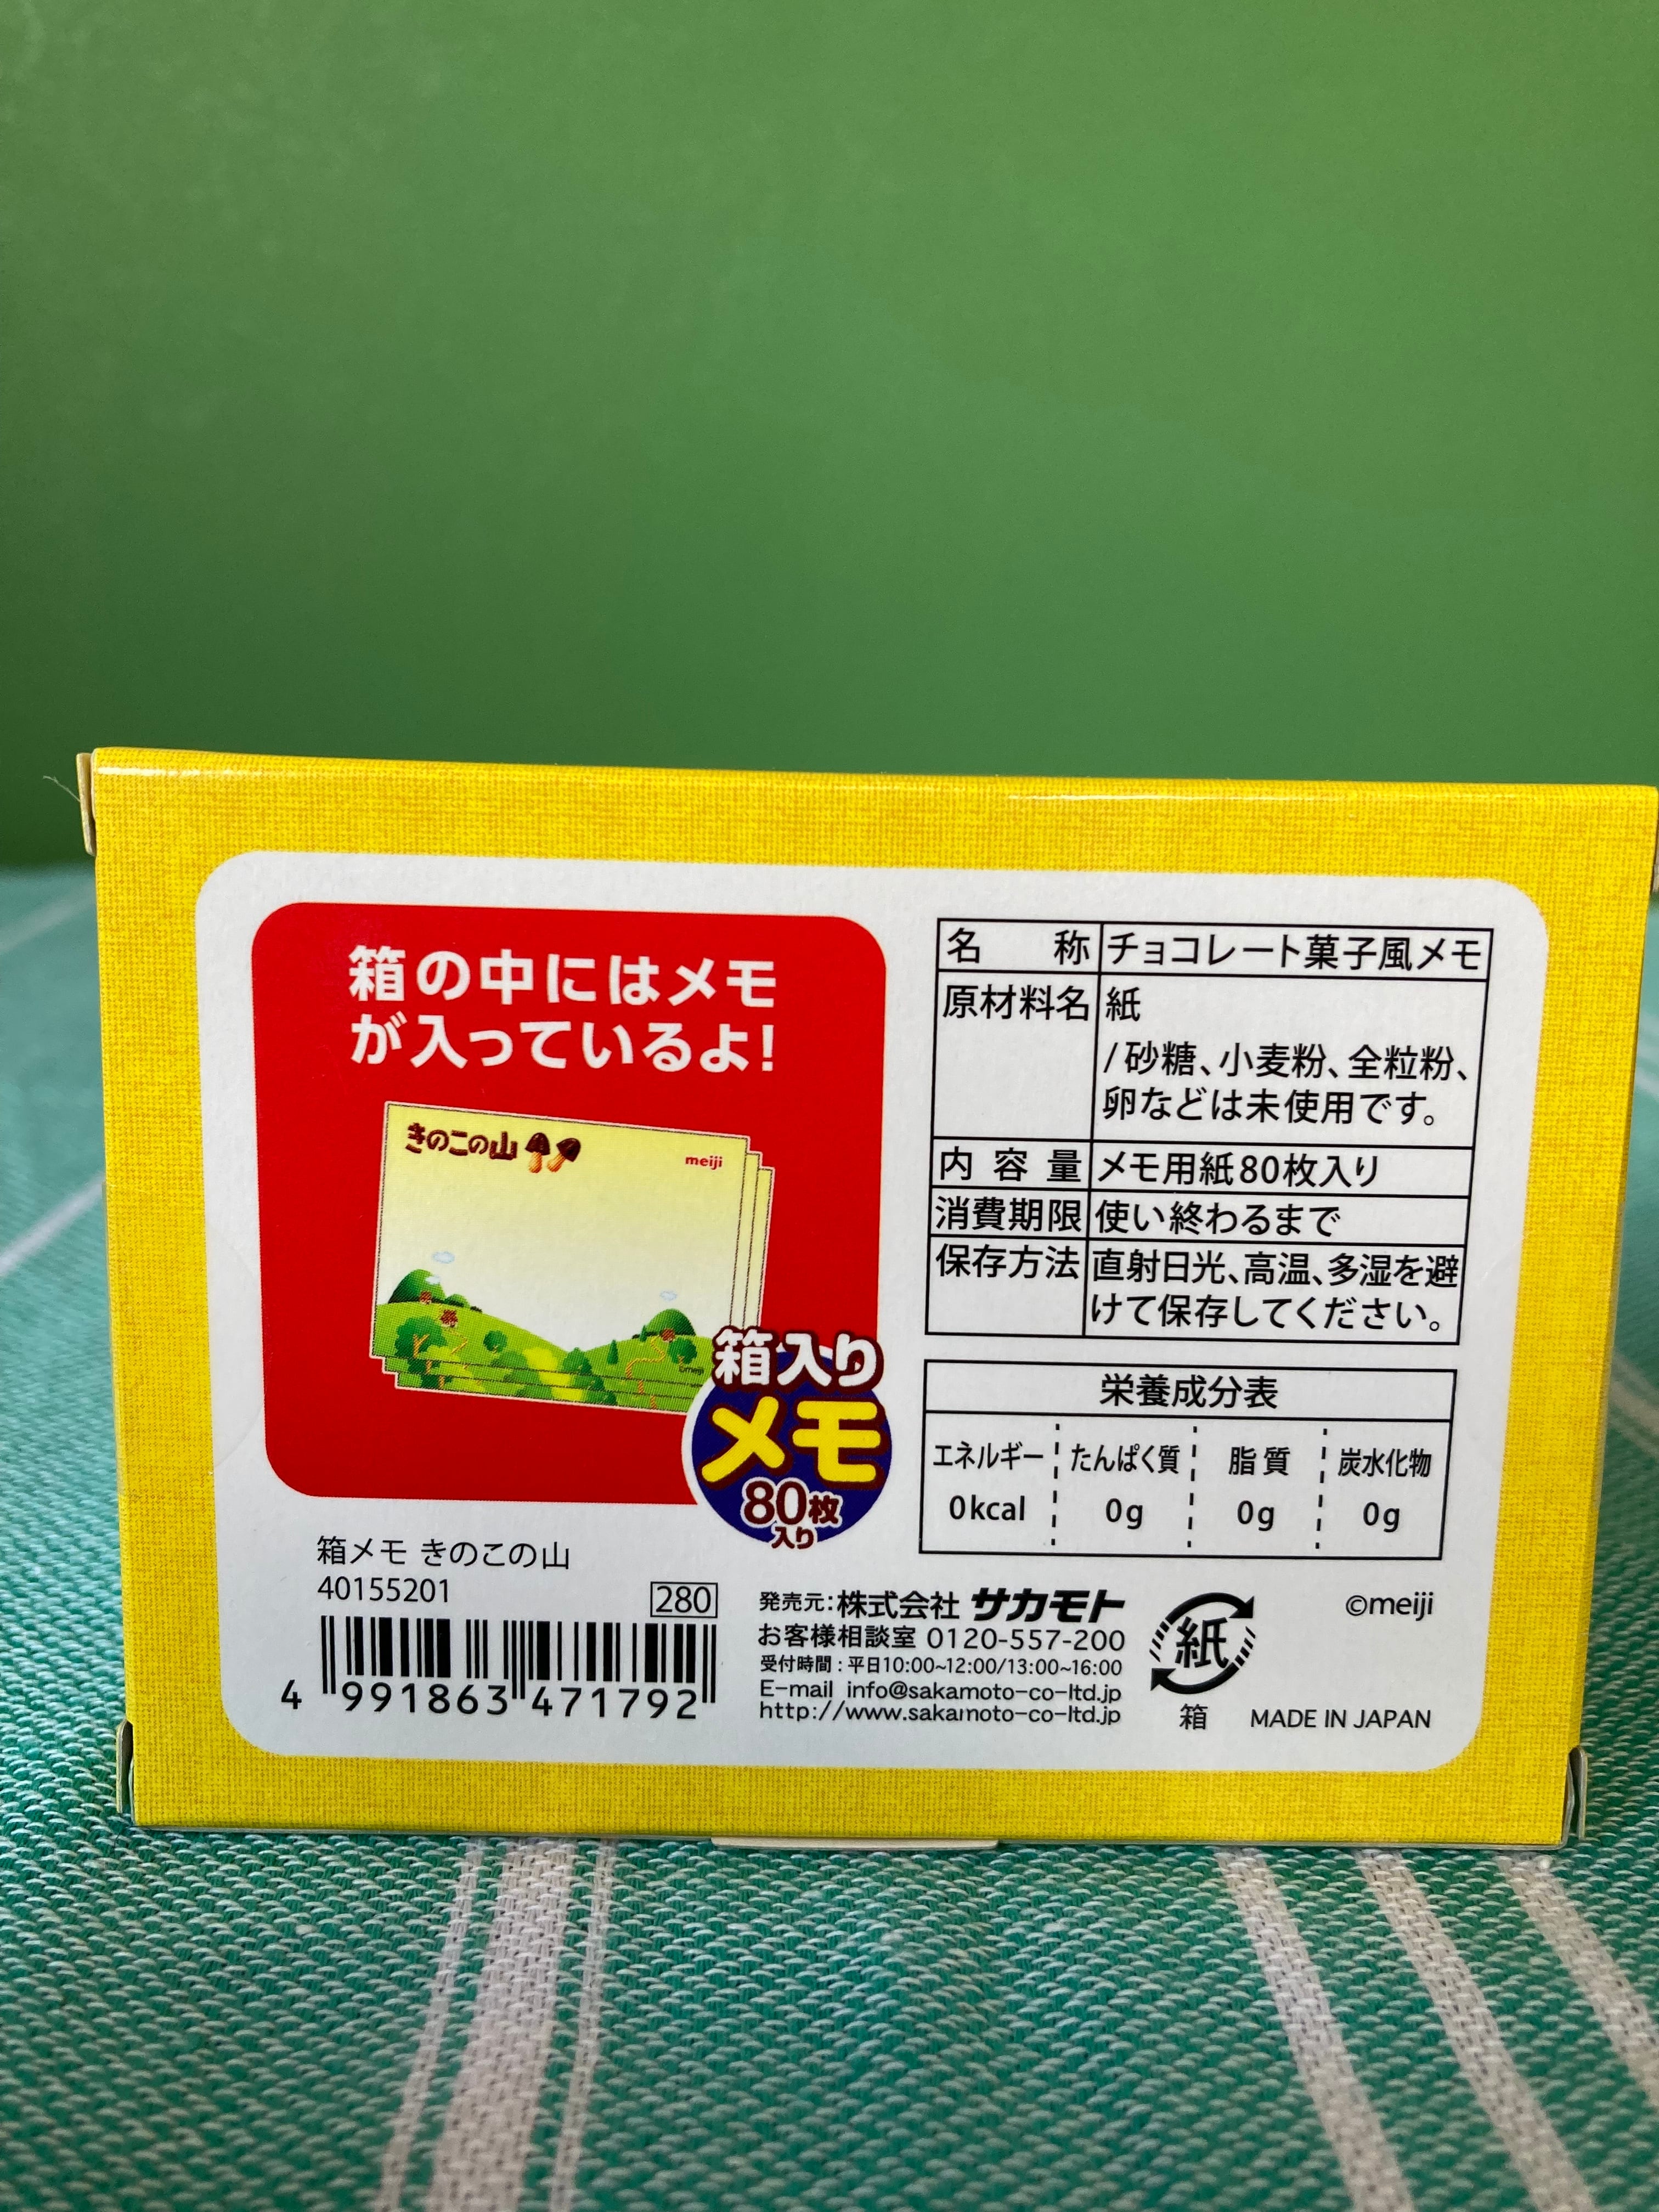 箱の中にはメモ
が入っているよ！
きのこの山
meiji
©meiji
箱入り
メモ
80枚
入り
箱メモ きのこの山
40155201
280
4 991863 471792
名 称 チョコレート菓子風メモ
原材料名 紙
/砂糖、小麦粉、全粒粉、
卵などは未使用です。
内容量 メモ用紙80枚入り
消費期限 使い終わるまで
保存方法 直射日光、高温、多湿を避
けて保存してください。
栄養成分表
エネルギー たんぱく質 脂質 炭水化物
0kcal 0g 0g 0g
発売元：株式会社 サカモト
お客様相談室 0120-557-200
受付時間：平日10:00~12:00/13:00~16:00
E-mail info@sakamoto-co-ltd.jp
http://www.sakamoto-co-ltd.jp
紙
箱
©meiji
MADE IN JAPAN